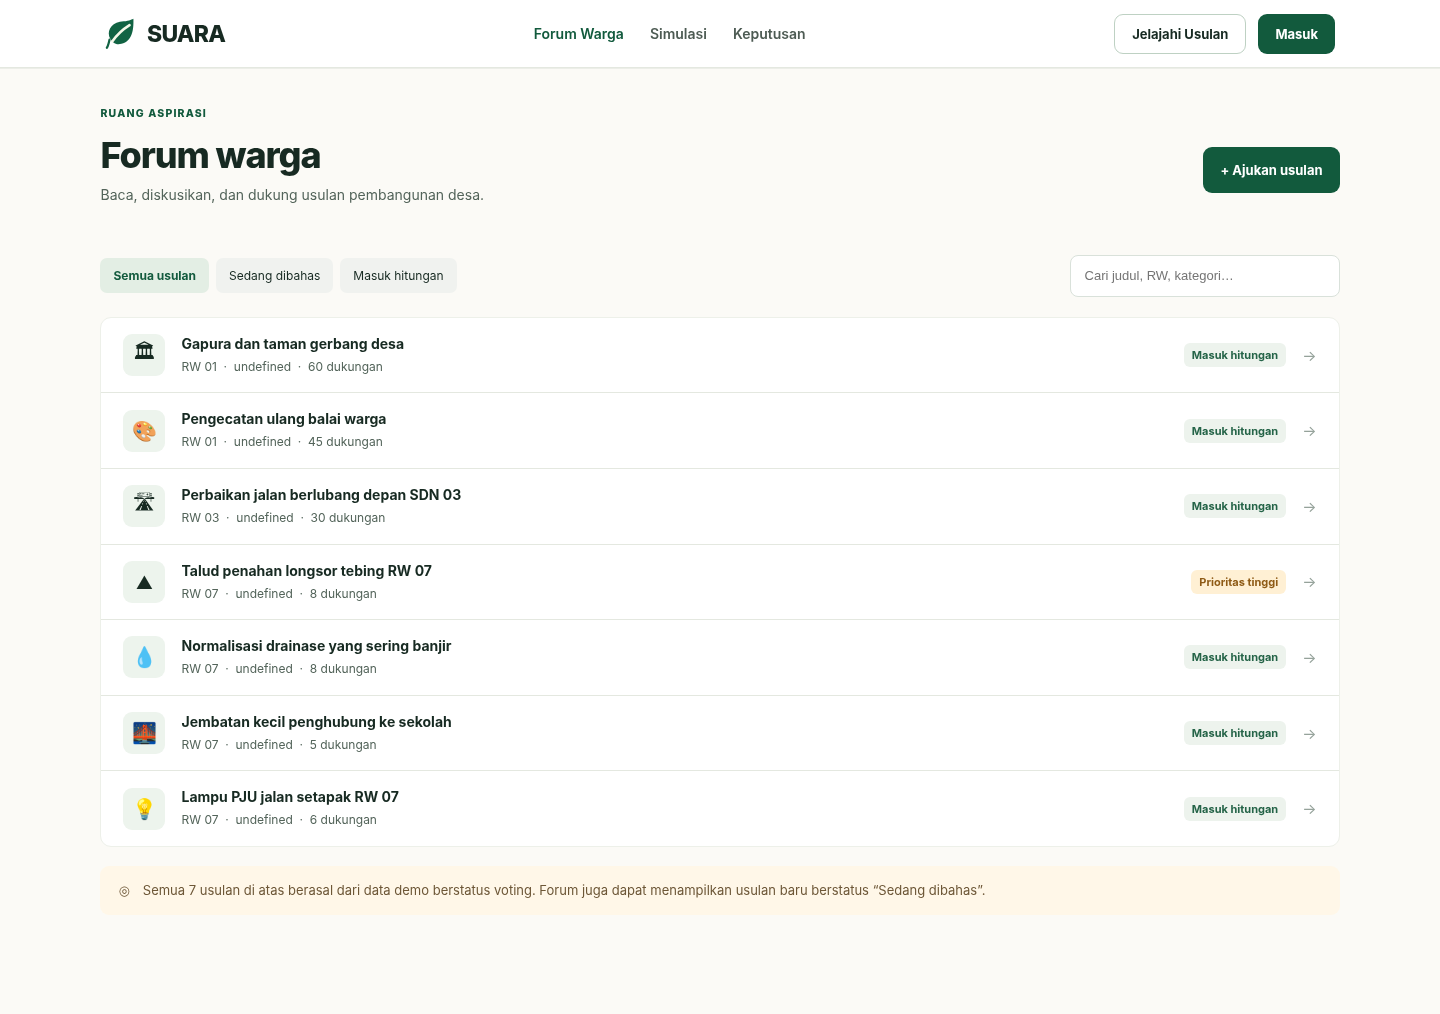 SUARA
Forum Warga
Simulasi
Keputusan
Jelajahi Usulan
Masuk
RUANG ASPIRASI
Forum warga
Baca, diskusikan, dan dukung usulan pembangunan desa.
+ Ajukan usulan
Semua usulan
Sedang dibahas
Masuk hitungan
Cari judul, RW, kategori…
Gapura dan taman gerbang desa
RW 01 · undefined · 60 dukungan
Masuk hitungan →
Pengecatan ulang balai warga
RW 01 · undefined · 45 dukungan
Masuk hitungan →
Perbaikan jalan berlubang depan SDN 03
RW 03 · undefined · 30 dukungan
Masuk hitungan →
Talud penahan longsor tebing RW 07
RW 07 · undefined · 8 dukungan
Prioritas tinggi →
Normalisasi drainase yang sering banjir
RW 07 · undefined · 8 dukungan
Masuk hitungan →
Jembatan kecil penghubung ke sekolah
RW 07 · undefined · 5 dukungan
Masuk hitungan →
Lampu PJU jalan setapak RW 07
RW 07 · undefined · 6 dukungan
Masuk hitungan →
◎ Semua 7 usulan di atas berasal dari data demo berstatus voting. Forum juga dapat menampilkan usulan baru berstatus “Sedang dibahas”.